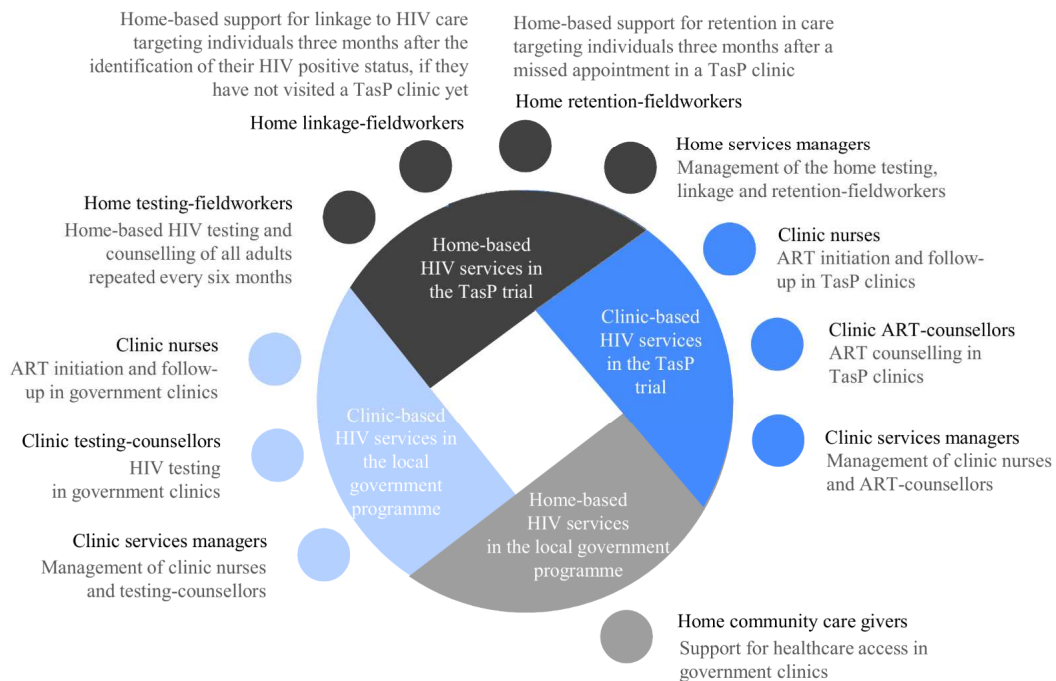 Home-based support for linkage to HIV care
targeting individuals three months after the
identification of their HIV positive status, if they
have not visited a TasP clinic yet
Home linkage-fieldworkers
Home-based support for retention in care
targeting individuals three months after a
missed appointment in a TasP clinic
Home retention-fieldworkers
Home services managers
Management of the home testing,
linkage and retention-fieldworkers
Home testing-fieldworkers
Home-based HIV testing and
counselling of all adults
repeated every six months
Home-based
HIV services in
the TasP trial
Clinic nurses
ART initiation and follow-
up in TasP clinics
Clinic-based
HIV services
in the TasP
trial
Clinic ART-counsellors
ART counselling in
TasP clinics
Clinic nurses
ART initiation and follow-
up in government clinics
Clinic-based
HIV services in
the local
government
programme
Clinic testing-counsellors
HIV testing
in government clinics
Clinic services managers
Management of clinic nurses
and ART-counsellors
Home-based
HIV services
in the local government
programme
Clinic services managers
Management of clinic nurses
and testing-counsellors
Home community care givers
Support for healthcare access in
government clinics